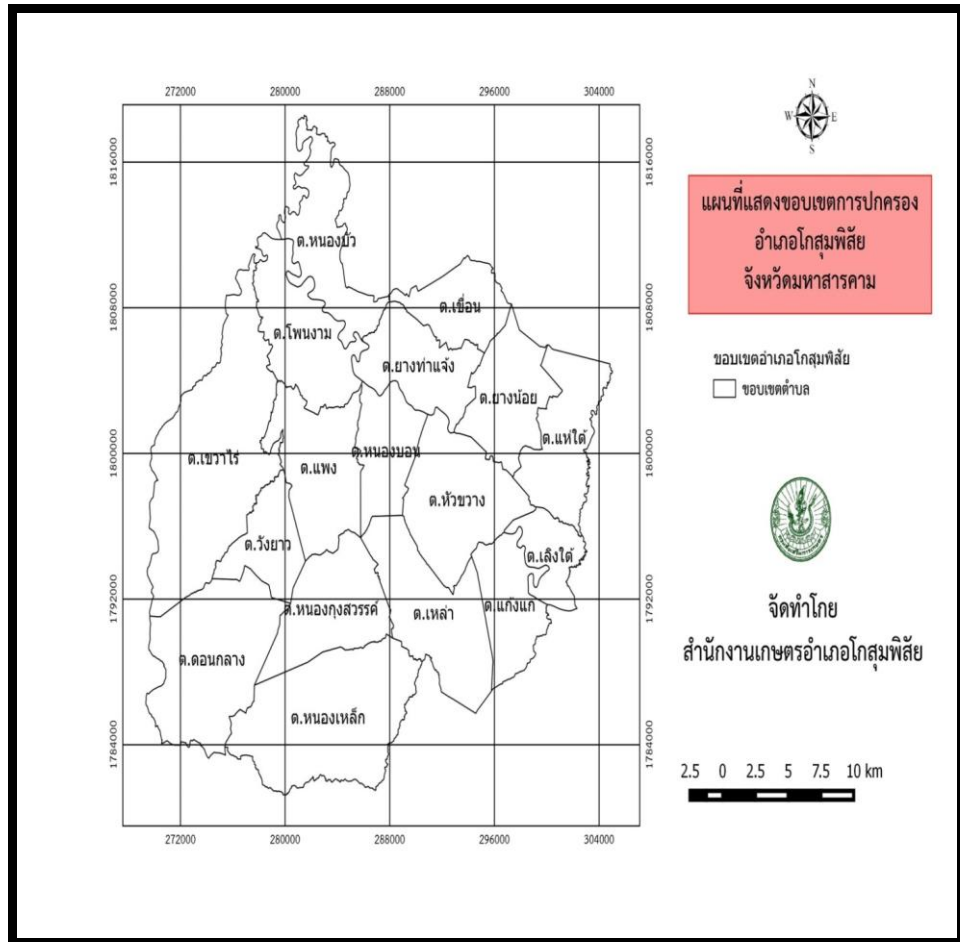 272000 280000 288000 296000 304000
N
W E
S
1816000 1816000
แผนที่แสดงขอบเขตการปกครอง
อำเภอโกสุมพิสัย
จังหวัดมหาสารคาม
ต.หนองบัว
ต.เขื่อน
1808000 1808000
ต.โพนงาม
ต.ยางท่าแจ้ง
ขอบเขตอำเภอโกสุมพิสัย
ขอบเขตตำบล
ต.ยางน้อย
ต.แห่ใต้
ต.หนองบอน
1800000 1800000
ต.เขวาไร่
ต.แพง
ต.หัวขวาง
ต.วังยาว
ต.เลิงใต้
1792000 1792000
ต.หนองกุงสวรรค์
ต.เหล่า
ต.แก้งแก
จัดทำโกย
สำนักงานเกษตรอำเภอโกสุมพิสัย
ต.ดอนกลาง
ต.หนองเหล็ก
1784000 1784000
2.5 0 2.5 5 7.5 10 km
272000 280000 288000 296000 304000